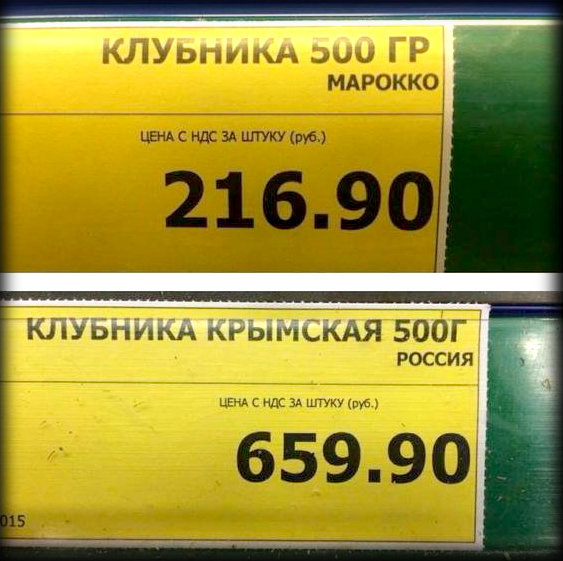 КЛУБНИКА 500 ГР
МАРОККО
ЦЕНА С НДС ЗА ШТУКУ (руб.)
216.90
КЛУБНИКА КРЫМСКАЯ 500Г
РОССИЯ
ЦЕНА С НДС ЗА ШТУКУ (руб.)
659.90
015